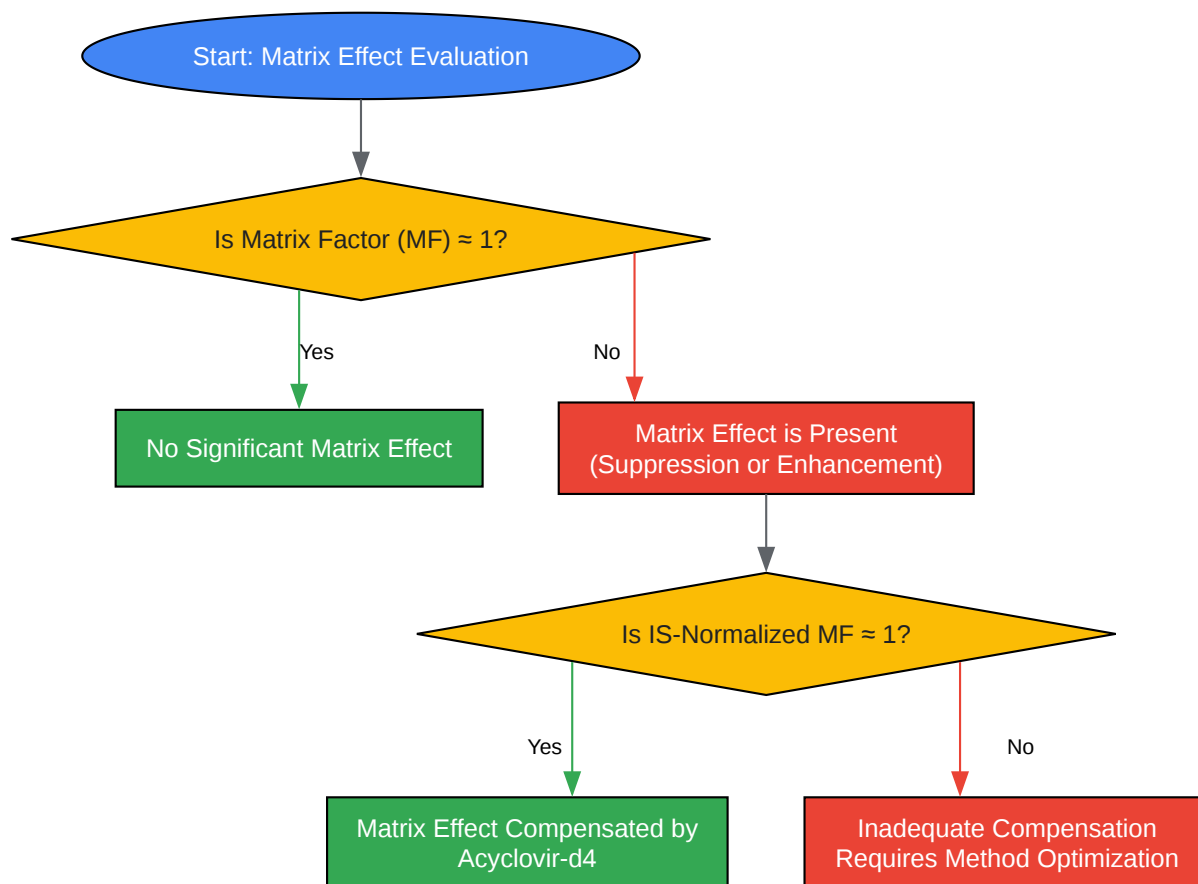 Start: Matrix Effect Evaluation
Is Matrix Factor (MF) ≈ 1?
Yes
No
No Significant Matrix Effect
Matrix Effect is Present
(Suppression or Enhancement)
Is IS-Normalized MF ≈ 1?
Yes
No
Matrix Effect Compensated by
Acyclovir-d4
Inadequate Compensation
Requires Method Optimization